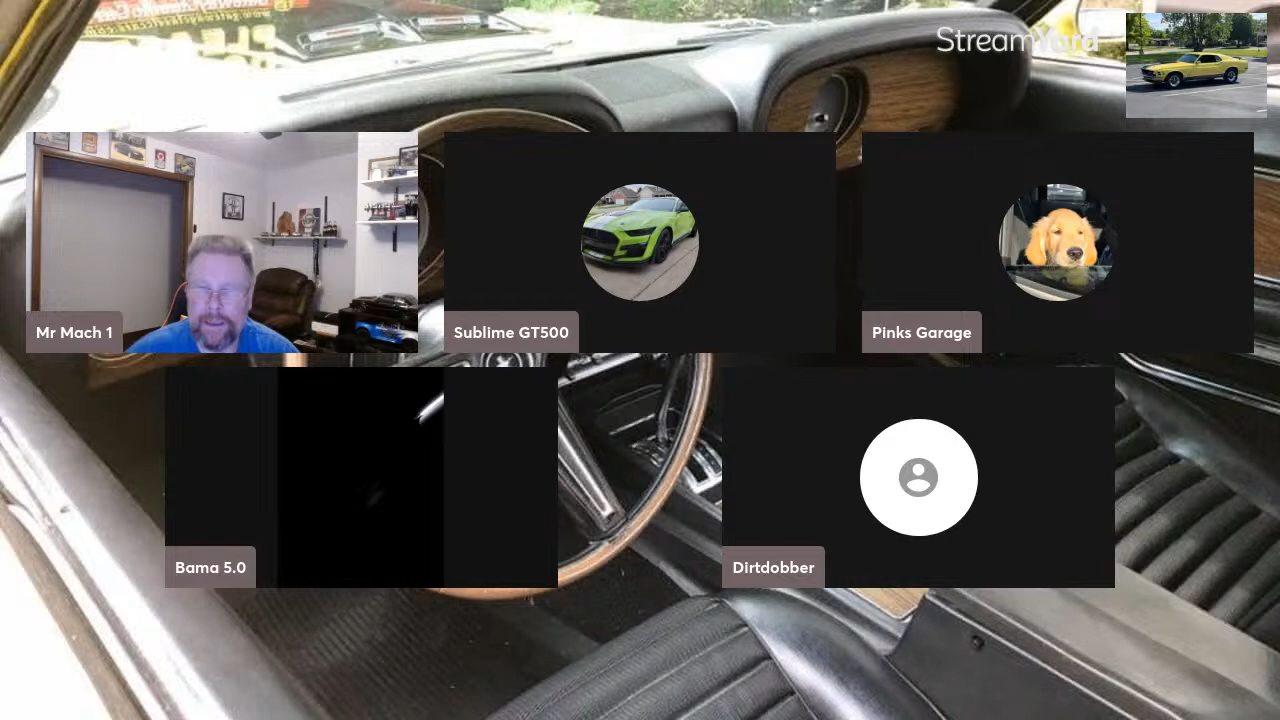 StreamYard
Mr Mach 1
Sublime GT500
Pinks Garage
Bama 5.0
Dirtdobber